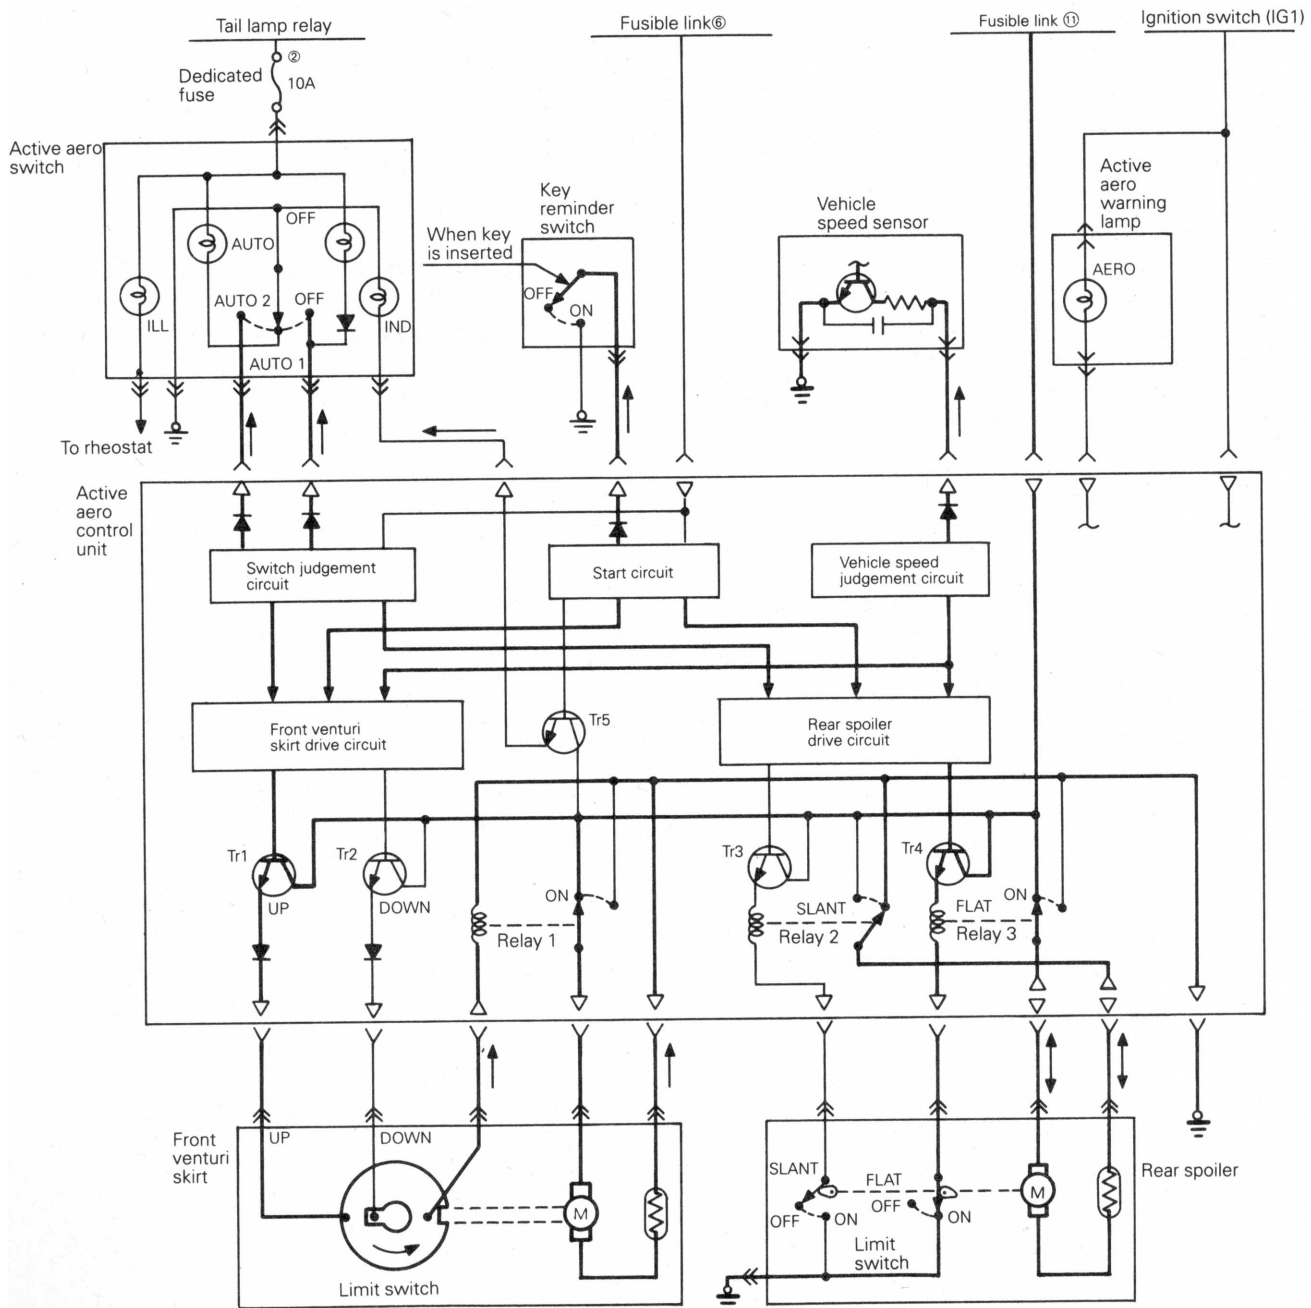 Tail lamp relay
Fusible link⑥
Fusible link ⑪
Ignition switch (IG1)
Dedicated
fuse
②
10A
Active aero
switch
OFF
AUTO
AUTO 2
OFF
ILL
IND
AUTO 1
To rheostat
Key
reminder
switch
When key
is inserted
OFF
ON
Vehicle
speed sensor
Active
aero
warning
lamp
AERO
Active
aero
control
unit
Switch judgement
circuit
Start circuit
Vehicle speed
judgement circuit
Front venturi
skirt drive circuit
Tr5
Rear spoiler
drive circuit
Tr1
UP
Tr2
DOWN
ON
Relay 1
Tr3
SLANT
Relay 2
Tr4
FLAT
Relay 3
ON
Front
venturi
skirt
UP
DOWN
M
Limit switch
SLANT
OFF
ON
FLAT
OFF
ON
Limit
switch
M
Rear spoiler